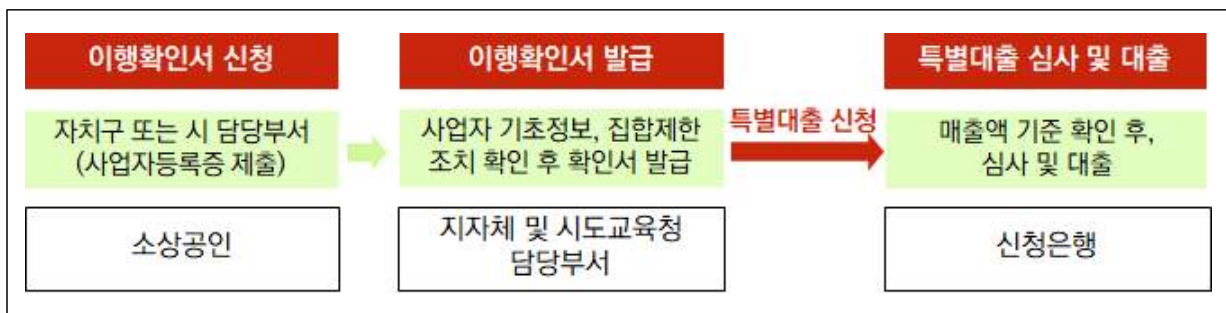 이행확인서 신청
자치구 또는 시 담당부서
(사업자등록증 제출)
소상공인
이행확인서 발급
사업자 기초정보, 집합제한
조치 확인 후 확인서 발급
지자체 및 시도교육청
담당부서
특별대출 신청
특별대출 심사 및 대출
매출액 기준 확인 후,
심사 및 대출
신청은행